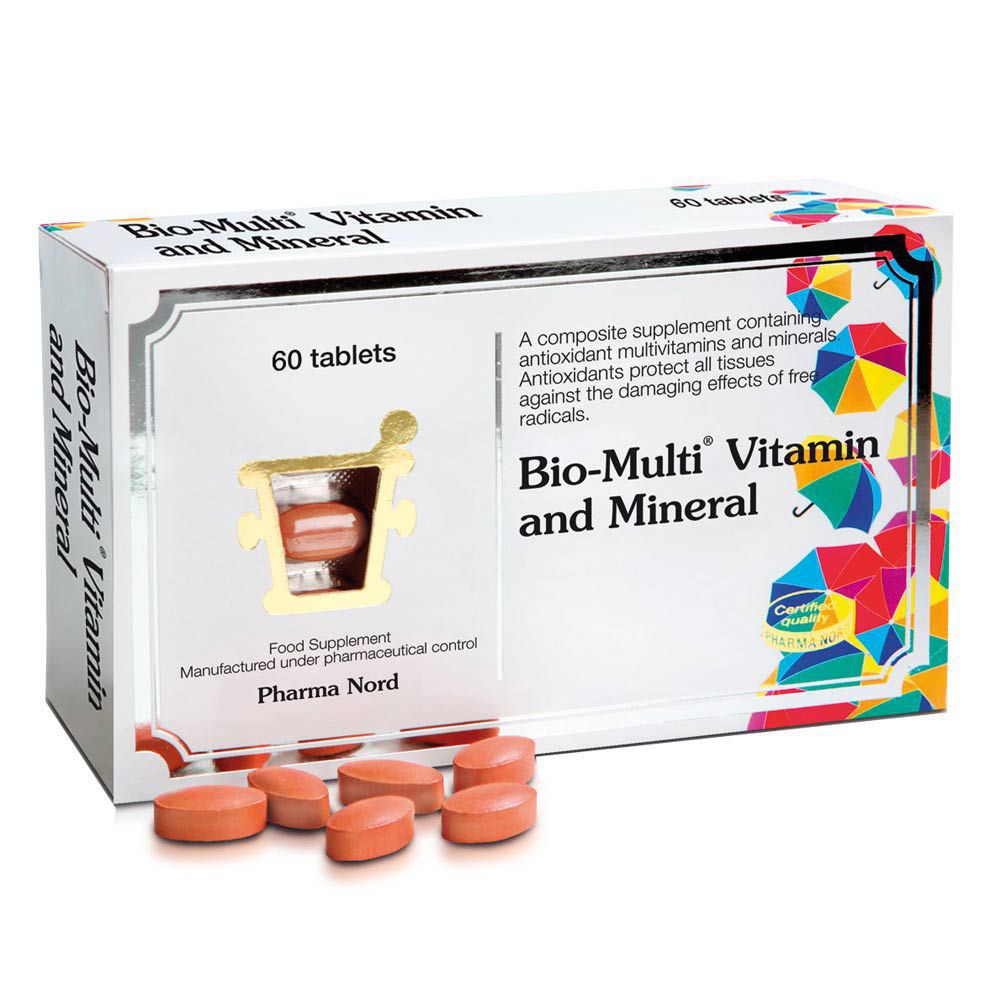 Bio-Multi® Vitamin
and Mineral
60 tablets
Bio-Multi® Vitamin
and Mineral
60 tablets
Food Supplement
Manufactured under pharmaceutical control
Pharma Nord
A composite supplement containing
antioxidant multivitamins and minerals.
Antioxidants protect all tissues
against the damaging effects of free
radicals.
Bio-Multi® Vitamin
and Mineral
Certified
quality
PHARMA NORD